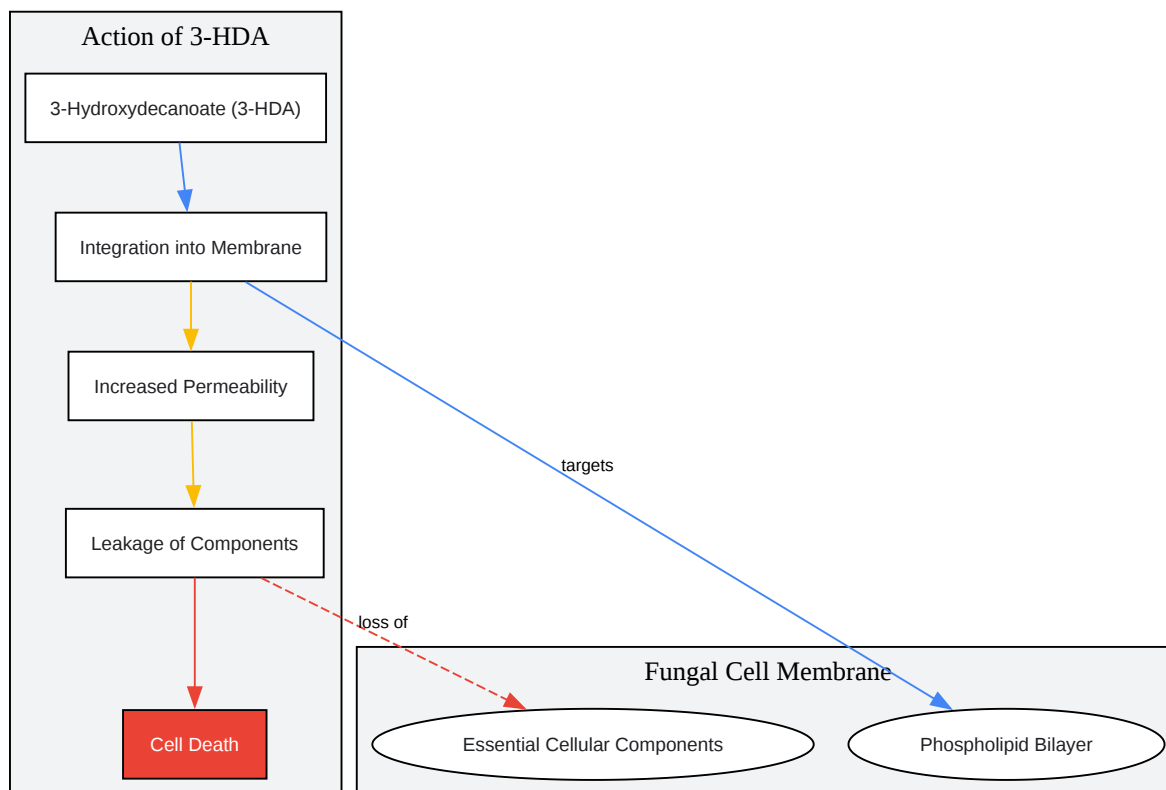 Action of 3-HDA
3-Hydroxydecanoate (3-HDA)
Integration into Membrane
Increased Permeability
targets
Leakage of Components
loss of
Fungal Cell Membrane
Cell Death
Essential Cellular Components
Phospholipid Bilayer